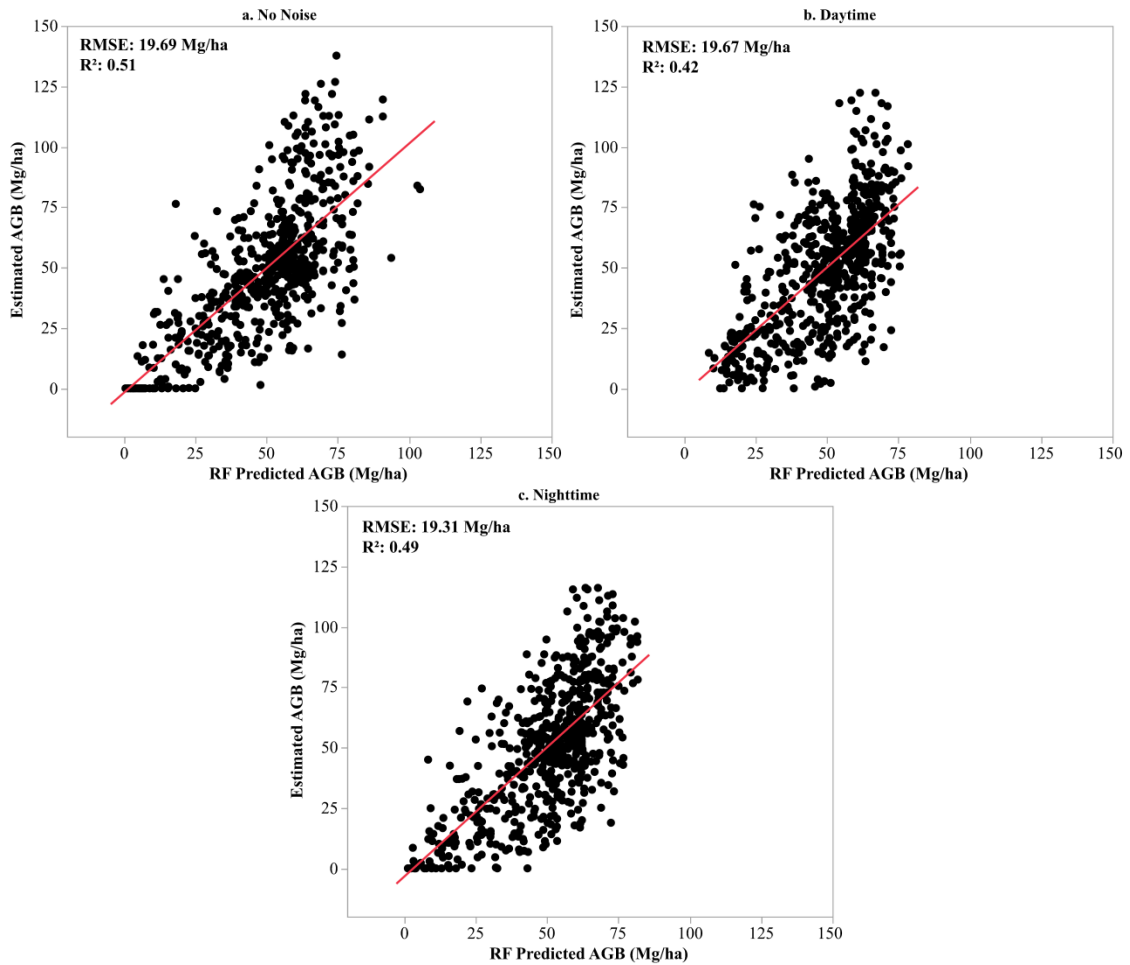 a. No Noise
RMSE: 19.69 Mg/ha
R²: 0.51
150
125
100
75
50
25
0
Estimated AGB (Mg/ha)
0 25 50 75 100 125 150
RF Predicted AGB (Mg/ha)
b. Daytime
RMSE: 19.67 Mg/ha
R²: 0.42
150
125
100
75
50
25
0
Estimated AGB (Mg/ha)
0 25 50 75 100 125 150
RF Predicted AGB (Mg/ha)
c. Nighttime
RMSE: 19.31 Mg/ha
R²: 0.49
150
125
100
75
50
25
0
Estimated AGB (Mg/ha)
0 25 50 75 100 125 150
RF Predicted AGB (Mg/ha)